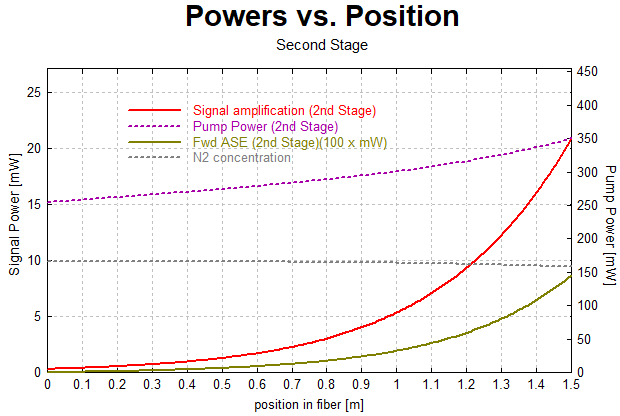 Powers vs. Position
Second Stage
Signal Power [mW]
25
20
15
10
5
0
Signal amplification (2nd Stage)
Pump Power (2nd Stage)
Fwd ASE (2nd Stage)(100 x mW)
N2 concentration
450
400
350
300
250
200
150
100
50
0
Pump Power [mW]
0 0.1 0.2 0.3 0.4 0.5 0.6 0.7 0.8 0.9 1 1.1 1.2 1.3 1.4 1.5
position in fiber [m]